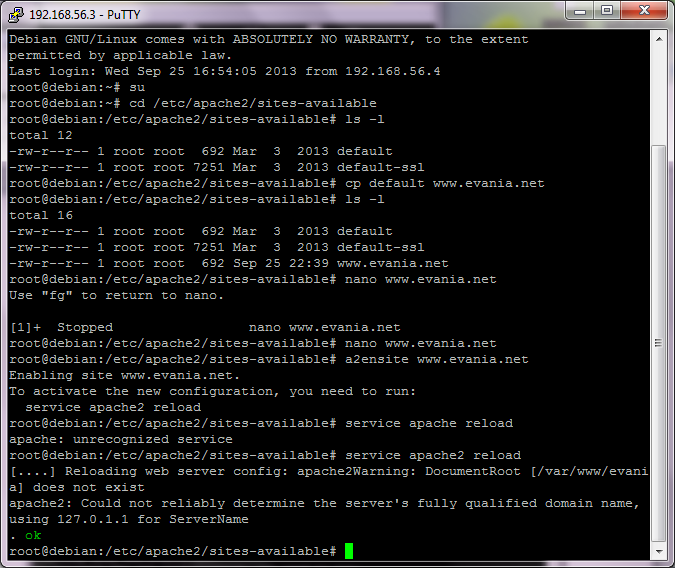 192.168.56.3 - PuTTY
Debian GNU/Linux comes with ABSOLUTELY NO WARRANTY, to the extent
permitted by applicable law.
Last login: Wed Sep 25 16:54:05 2013 from 192.168.56.4
root@debian:~# su
root@debian:~# cd /etc/apache2/sites-available
root@debian:/etc/apache2/sites-available# ls -l
total 12
-rw-r--r-- 1 root root  692 Mar  3  2013 default
-rw-r--r-- 1 root root 7251 Mar  3  2013 default-ssl
root@debian:/etc/apache2/sites-available# cp default www.evania.net
root@debian:/etc/apache2/sites-available# ls -l
total 16
-rw-r--r-- 1 root root  692 Mar  3  2013 default
-rw-r--r-- 1 root root 7251 Mar  3  2013 default-ssl
-rw-r--r-- 1 root root  692 Sep 25 22:39 www.evania.net
root@debian:/etc/apache2/sites-available# nano www.evania.net
Use "fg" to return to nano.
[1]+  Stopped                 nano www.evania.net
root@debian:/etc/apache2/sites-available# nano www.evania.net
root@debian:/etc/apache2/sites-available# a2ensite www.evania.net
Enabling site www.evania.net.
To activate the new configuration, you need to run:
  service apache2 reload
root@debian:/etc/apache2/sites-available# service apache reload
apache: unrecognized service
root@debian:/etc/apache2/sites-available# service apache2 reload
[....] Reloading web server config: apache2Warning: DocumentRoot [/var/www/evani
a] does not exist
apache2: Could not reliably determine the server's fully qualified domain name,
using 127.0.1.1 for ServerName
. ok
root@debian:/etc/apache2/sites-available#